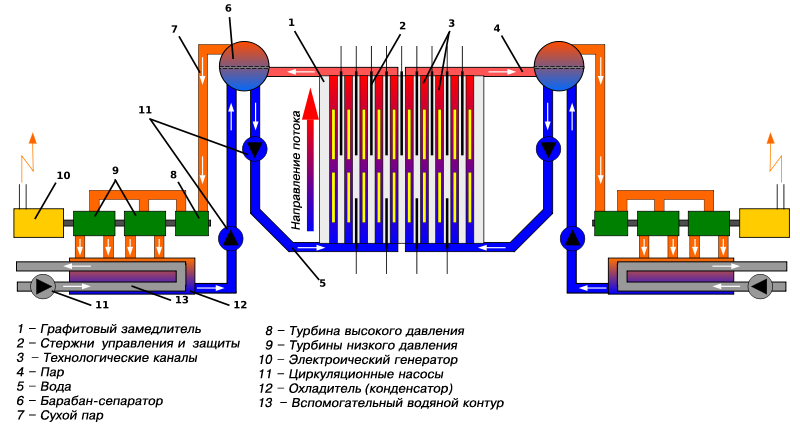 6
7
1
2
3
4
11
Направление потока
10
9
8
5
11
13
12
1 – Графитовый замедлитель
2 – Стержни управления и защиты
3 – Технологические каналы
4 – Пар
5 – Вода
6 – Барабан-сепаратор
7 – Сухой пар
8 – Турбина высокого давления
9 – Турбины низкого давления
10 – Электроический генератор
11 – Циркуляционные насосы
12 – Охладитель (конденсатор)
13 – Вспомогательный водяной контур